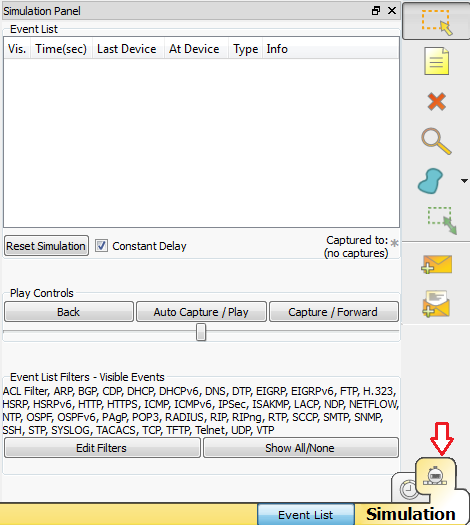 Simulation Panel
Event List
Vis. Time(sec) Last Device At Device Type Info
Reset Simulation Constant Delay Captured to: *
(no captures)
Play Controls
Back Auto Capture / Play Capture / Forward
Event List Filters - Visible Events
ACL Filter, ARP, BGP, CDP, DHCP, DHCPv6, DNS, DTP, EIGRP, EIGRPv6, FTP, H.323,
HSRP, HSRPv6, HTTP, HTTPS, ICMP, ICMPv6, IPSec, ISAKMP, LACP, NDP, NETFLOW,
NTP, OSPF, OSPFv6, PAgP, POP3, RADIUS, RIP, RIPng, RTP, SCCP, SMTP, SNMP,
SSH, STP, SYSLOG, TACACS, TCP, TFTP, Telnet, UDP, VTP
Edit Filters Show All/None
Event List Simulation